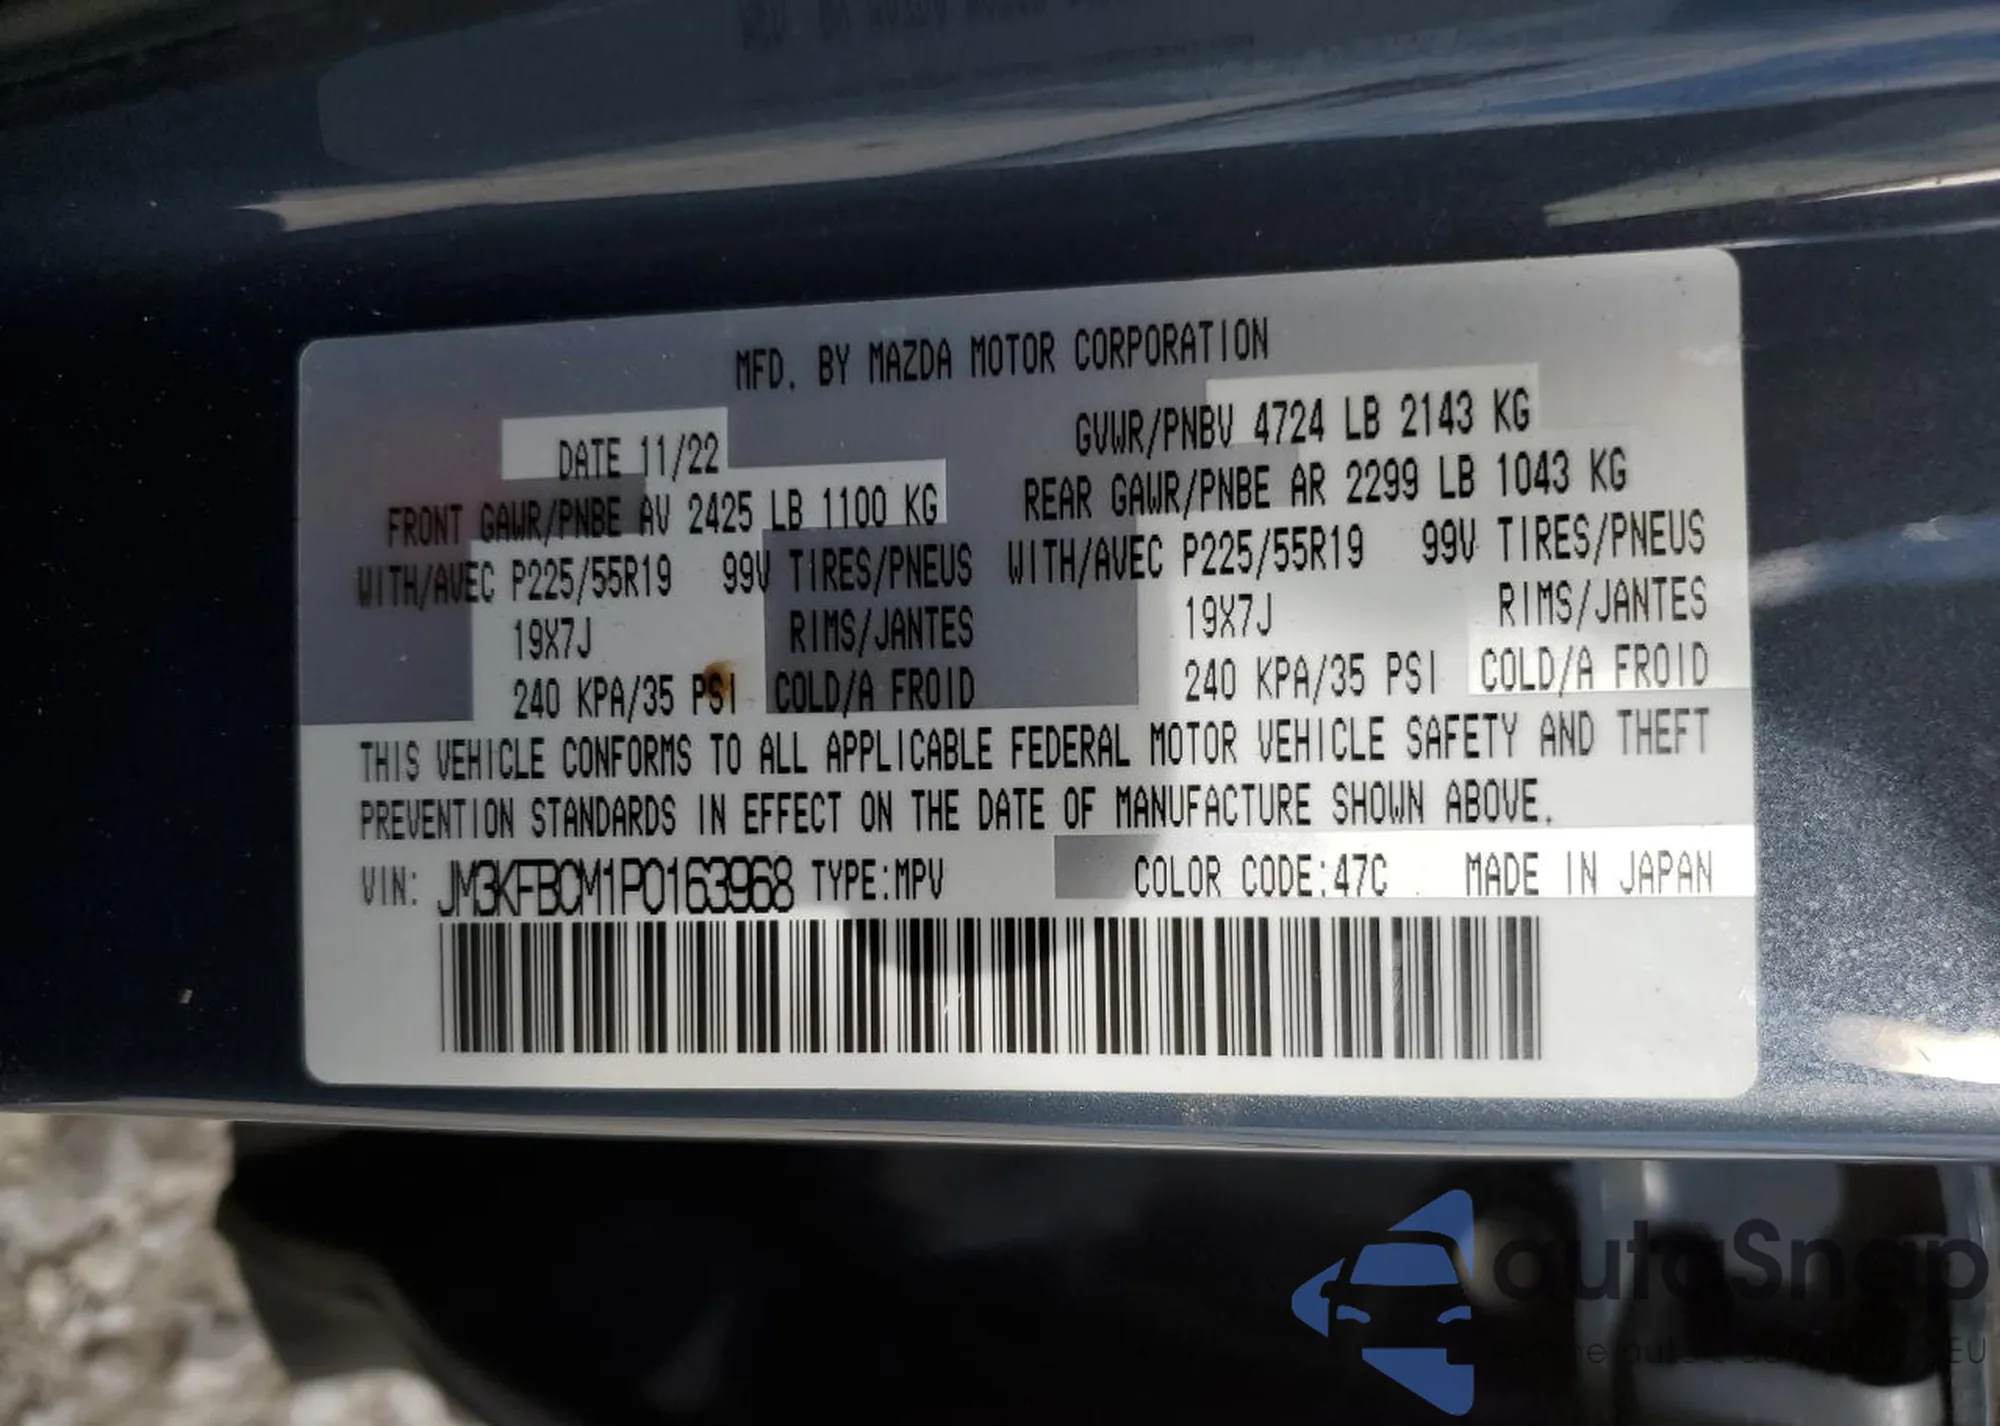 MFD. BY MAZDA MOTOR CORPORATION
DATE 11/22 GVWR/PNBV 4724 LB 2143 KG
FRONT GAWR/PNBE AV 2425 LB 1100 KG REAR GAWR/PNBE AR 2299 LB 1043 KG
WITH/AVEC P225/55R19 99V TIRES/PNEUS WITH/AVEC P225/55R19 99V TIRES/PNEUS
19X7J RIMS/JANTES 19X7J RIMS/JANTES
240 KPA/35 PSI COLD/A FROID 240 KPA/35 PSI COLD/A FROID
THIS VEHICLE CONFORMS TO ALL APPLICABLE FEDERAL MOTOR VEHICLE SAFETY AND THEFT
PREVENTION STANDARDS IN EFFECT ON THE DATE OF MANUFACTURE SHOWN ABOVE.
VIN: JM3KFBCM1P0163968 TYPE:MPV COLOR CODE:47C MADE IN JAPAN
autoSnap